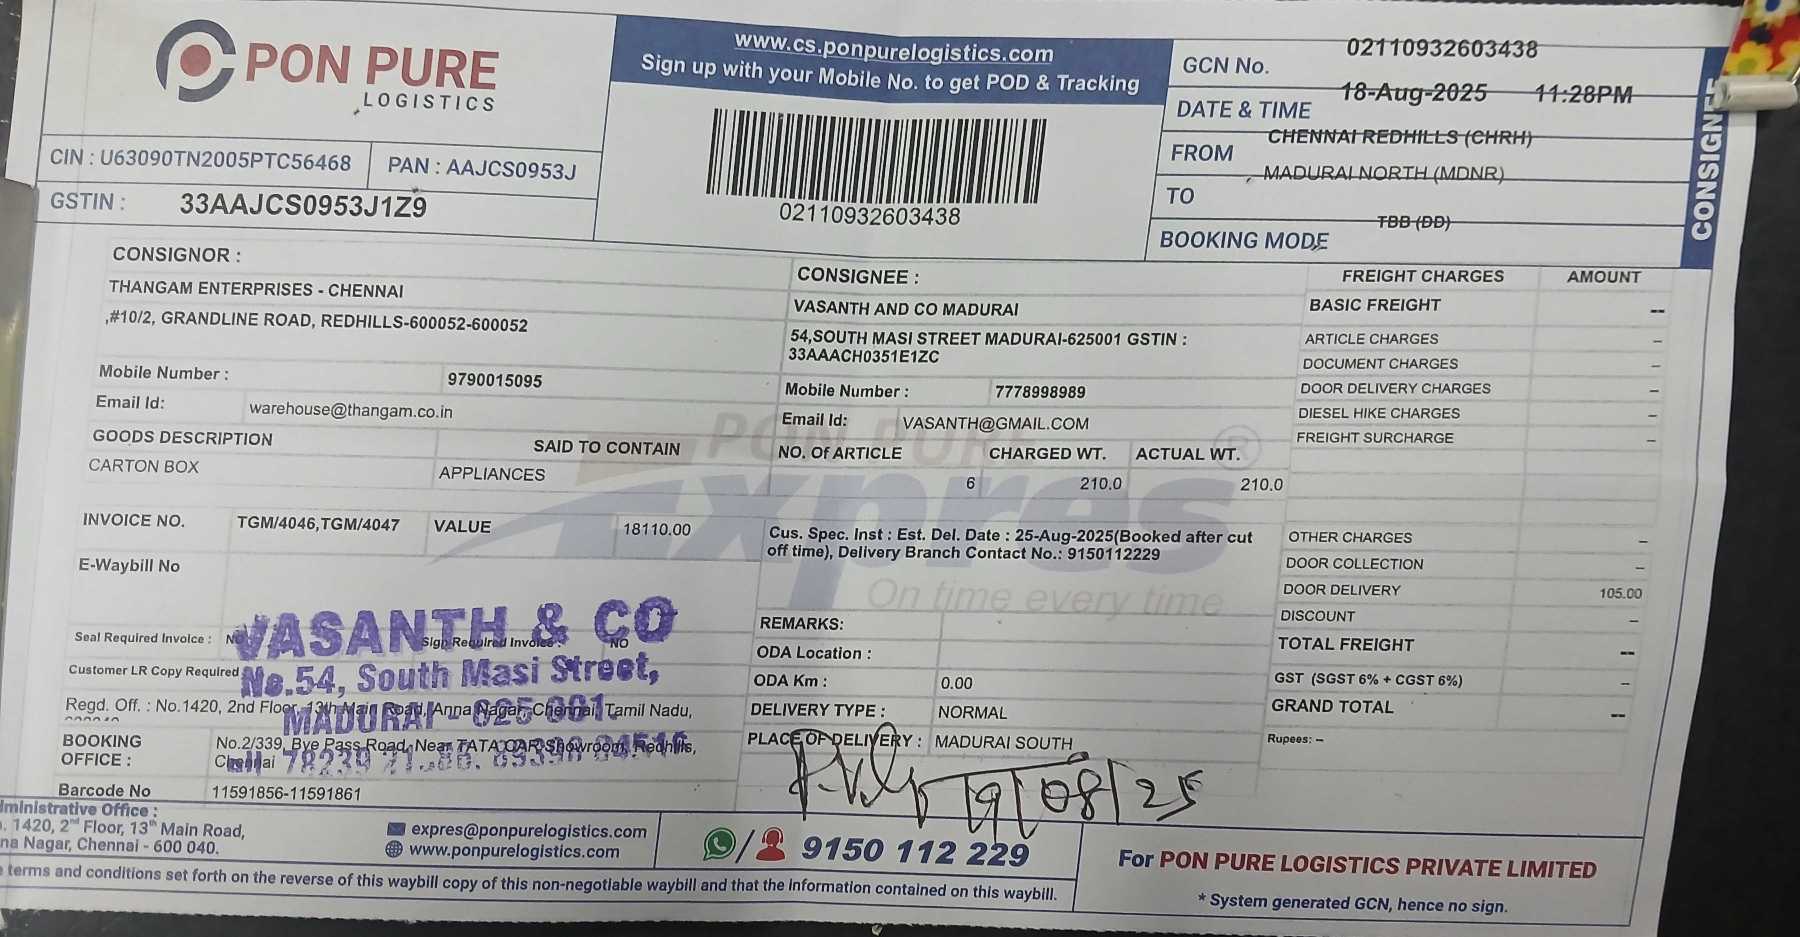 PON PURE
LOGISTICS
www.cs.ponpurelogistics.com
Sign up with your Mobile No. to get POD & Tracking
02110932603438
GCN No. 02110932603438
DATE & TIME 18-Aug-2025 11:28PM
FROM CHENNAI REDHILLS (CHRH)
TO MADURAI NORTH (MDNR)
BOOKING MODE TBB (DD)
CONSIGNEE
CIN : U63090TN2005PTC56468 PAN : AAJCS0953J
GSTIN : 33AAJCS0953J1Z9
CONSIGNOR :
THANGAM ENTERPRISES - CHENNAI
,#10/2, GRANDLINE ROAD, REDHILLS-600052-600052
Mobile Number : 9790015095
Email Id: warehouse@thangam.co.in
GOODS DESCRIPTION SAID TO CONTAIN
CARTON BOX APPLIANCES
INVOICE NO. TGM/4046,TGM/4047 VALUE 18110.00
E-Waybill No
CONSIGNEE :
VASANTH AND CO MADURAI
54,SOUTH MASI STREET MADURAI-625001 GSTIN :
33AAACH0351E1ZC
Mobile Number : 7778998989
Email Id: VASANTH@GMAIL.COM
NO. Of ARTICLE CHARGED WT. ACTUAL WT.
6 210.0 210.0
Cus. Spec. Inst : Est. Del. Date : 25-Aug-2025(Booked after cut
off time), Delivery Branch Contact No.: 9150112229
PON PURE
Expres ®
On time every time
FREIGHT CHARGES AMOUNT
BASIC FREIGHT --
ARTICLE CHARGES –
DOCUMENT CHARGES –
DOOR DELIVERY CHARGES –
DIESEL HIKE CHARGES –
FREIGHT SURCHARGE –
OTHER CHARGES –
DOOR COLLECTION –
DOOR DELIVERY 105.00
DISCOUNT –
TOTAL FREIGHT --
GST (SGST 6% + CGST 6%) –
GRAND TOTAL --
Rupees: –
Seal Required Invoice : NO Sign Required Invoice : NO
Customer LR Copy Required
VASANTH & CO
No.54, South Masi Street,
MADURAI - 625 001.
Regd. Off. : No.1420, 2nd Floor, 13th Main Road, Anna Nagar, Chennai, Tamil Nadu,
BOOKING OFFICE : No.2/339, Bye Pass Road, Near TATA CAR Showroom, Redhills,
Chennai
Barcode No 11591856-11591861
REMARKS:
ODA Location :
ODA Km : 0.00
DELIVERY TYPE : NORMAL
PLACE OF DELIVERY : MADURAI SOUTH
19/08/25
ministrative Office :
. 1420, 2nd Floor, 13th Main Road,
na Nagar, Chennai - 600 040.
expres@ponpurelogistics.com
www.ponpurelogistics.com
9150 112 229
For PON PURE LOGISTICS PRIVATE LIMITED
* System generated GCN, hence no sign.
terms and conditions set forth on the reverse of this waybill copy of this non-negotiable waybill and that the Information contained on this waybill.